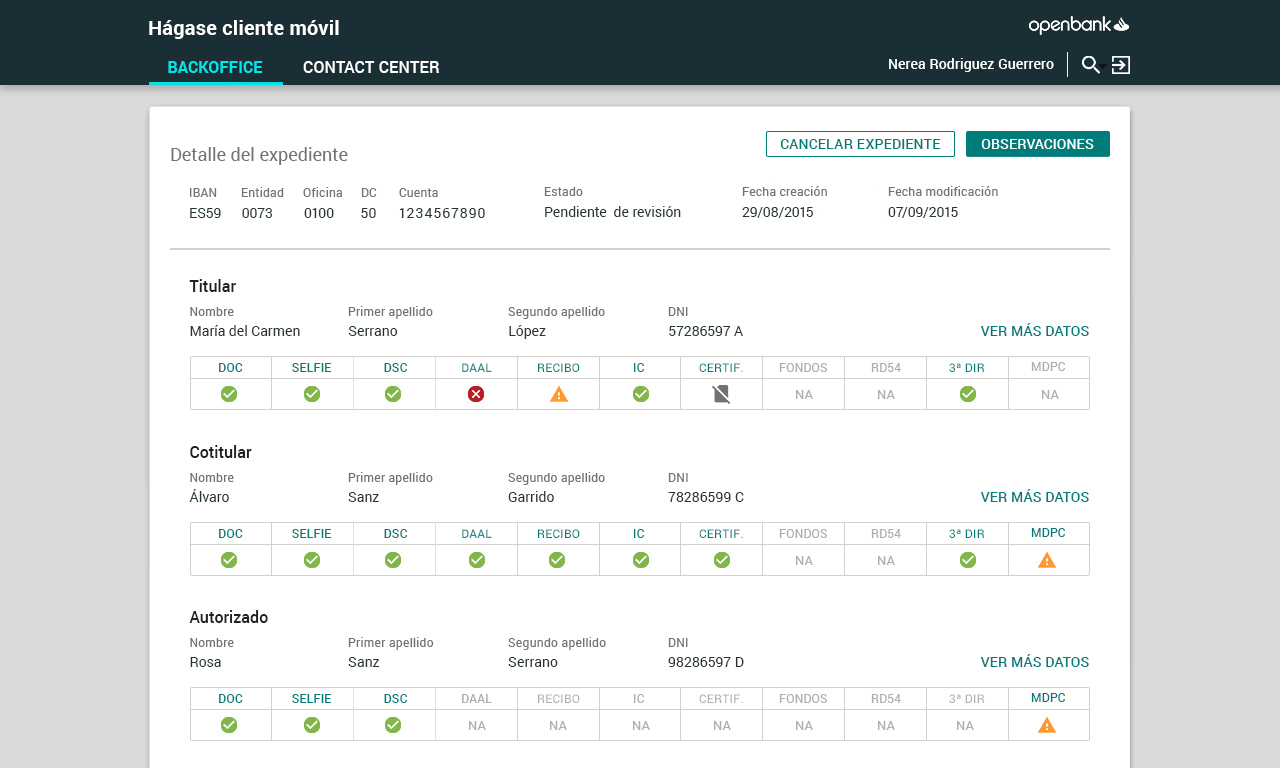 Hágase cliente móvil
openbank
BACKOFFICE CONTACT CENTER
Nerea Rodriguez Guerrero
Detalle del expediente
CANCELAR EXPEDIENTE OBSERVACIONES
IBAN Entidad Oficina DC Cuenta Estado Fecha creación Fecha modificación
ES59 0073 0100 50 1234567890 Pendiente de revisión 29/08/2015 07/09/2015
Titular
Nombre Primer apellido Segundo apellido DNI
María del Carmen Serrano López 57286597 A VER MÁS DATOS
DOC SELFIE DSC DAAL RECIBO IC CERTIF. FONDOS RD54 3ª DIR MDPC
NA NA NA
Cotitular
Nombre Primer apellido Segundo apellido DNI
Álvaro Sanz Garrido 78286599 C VER MÁS DATOS
DOC SELFIE DSC DAAL RECIBO IC CERTIF. FONDOS RD54 3ª DIR MDPC
NA NA
Autorizado
Nombre Primer apellido Segundo apellido DNI
Rosa Sanz Serrano 98286597 D VER MÁS DATOS
DOC SELFIE DSC DAAL RECIBO IC CERTIF. FONDOS RD54 3ª DIR MDPC
NA NA NA NA NA NA NA